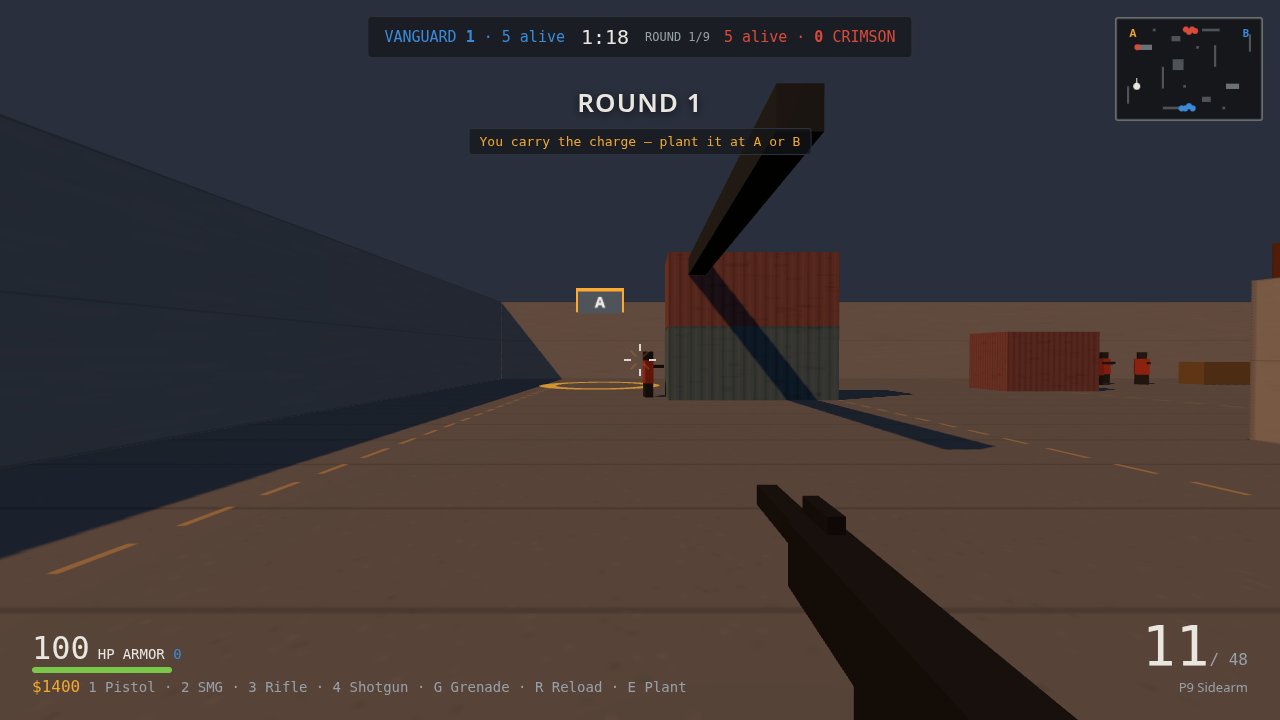 VANGUARD 1 · 5 alive 1:18 ROUND 1/9 5 alive · 0 CRIMSON
A B
ROUND 1
You carry the charge — plant it at A or B
A
100 HP ARMOR 0
$1400 1 Pistol · 2 SMG · 3 Rifle · 4 Shotgun · G Grenade · R Reload · E Plant
11 / 48
P9 Sidearm